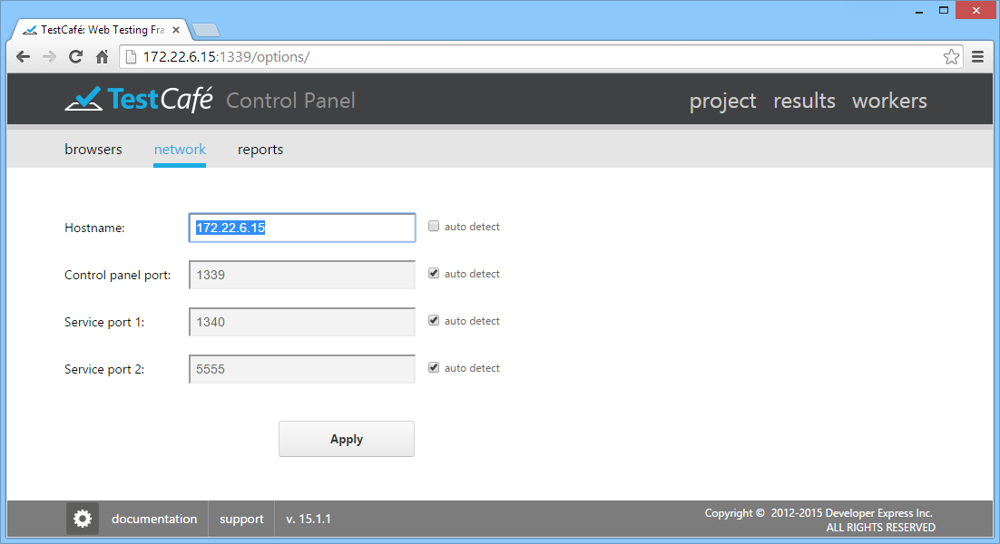 TestCafé: Web Testing Fra
172.22.6.15:1339/options/
TestCafé Control Panel project results workers
browsers network reports
Hostname: 172.22.6.15 auto detect
Control panel port: 1339 auto detect
Service port 1: 1340 auto detect
Service port 2: 5555 auto detect
Apply
documentation support v. 15.1.1 Copyright © 2012-2015 Developer Express Inc.
ALL RIGHTS RESERVED